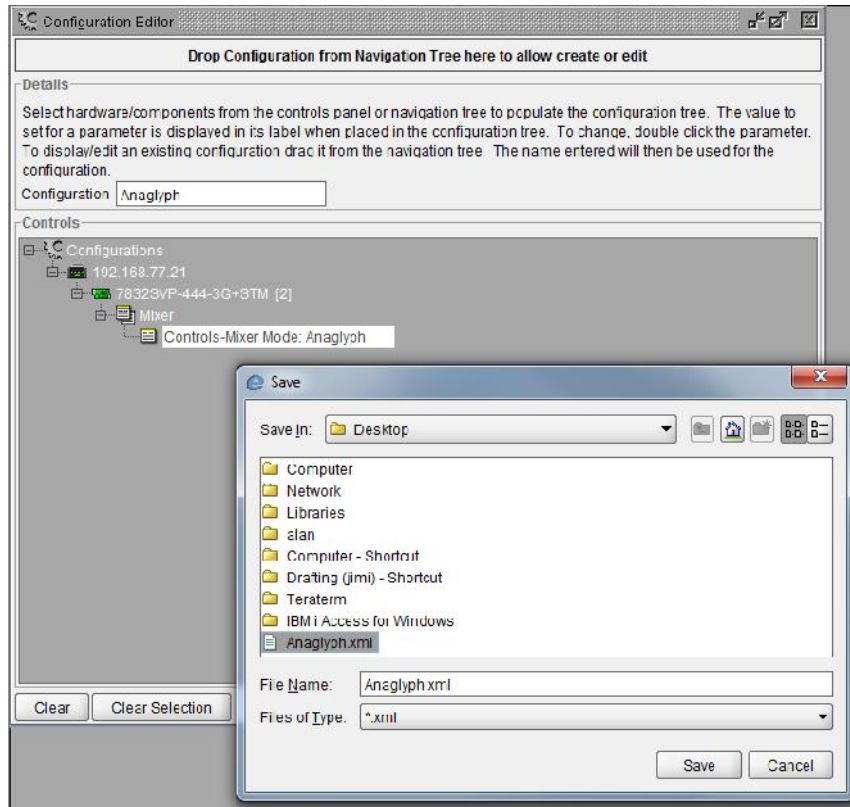 Configuration Editor
Drop Configuration from Navigation Tree here to allow create or edit
Details
Select hardware/components from the controls panel or navigation tree to populate the configuration tree. The value to
set for a parameter is displayed in its label when placed in the configuration tree. To change, double click the parameter.
To display/edit an existing configuration drag it from the navigation tree. The name entered will then be used for the
configuration.
Configuration Anaglyph
Controls
Configurations
192.168.77.21
7832SVP-444-3G+STM [2]
Mixer
Controls-Mixer Mode: Anaglyph
Save
Save In: Desktop
Computer
Network
Libraries
alan
Computer - Shortcut
Drafting (jimi) - Shortcut
Teraterm
IBM i Access for Windows
Anaglyph.xml
File Name: Anaglyph.xml
Files of Type: *.xml
Clear Clear Selection
Save Cancel